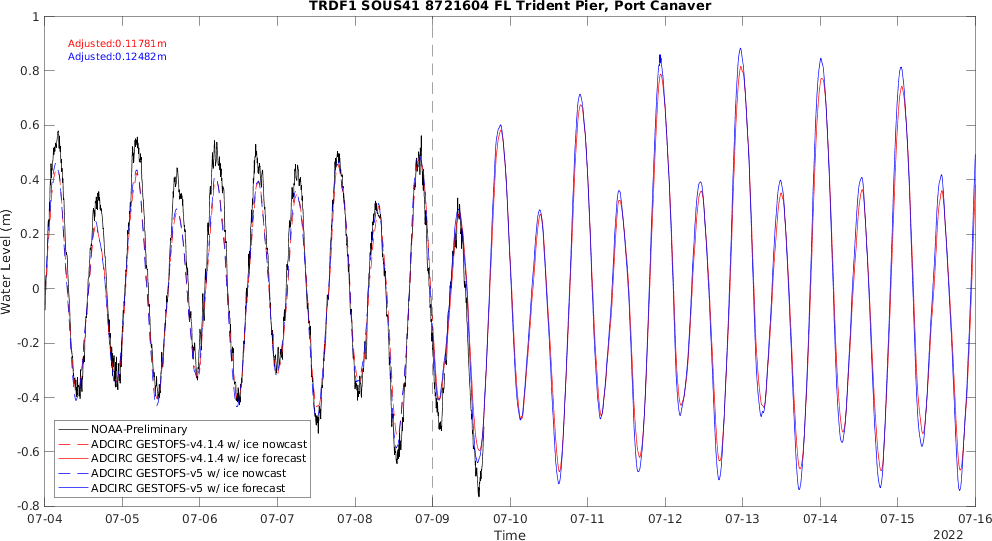 TRDF1 SOUS41 8721604 FL Trident Pier, Port Canaver
Adjusted:0.11781m
Adjusted:0.12482m
Water Level (m)
1
0.8
0.6
0.4
0.2
0
-0.2
-0.4
-0.6
-0.8
NOAA-Preliminary
ADCIRC GESTOFS-v4.1.4 w/ ice nowcast
ADCIRC GESTOFS-v4.1.4 w/ ice forecast
ADCIRC GESTOFS-v5 w/ ice nowcast
ADCIRC GESTOFS-v5 w/ ice forecast
07-04 07-05 07-06 07-07 07-08 07-09 07-10 07-11 07-12 07-13 07-14 07-15 07-16
Time
2022